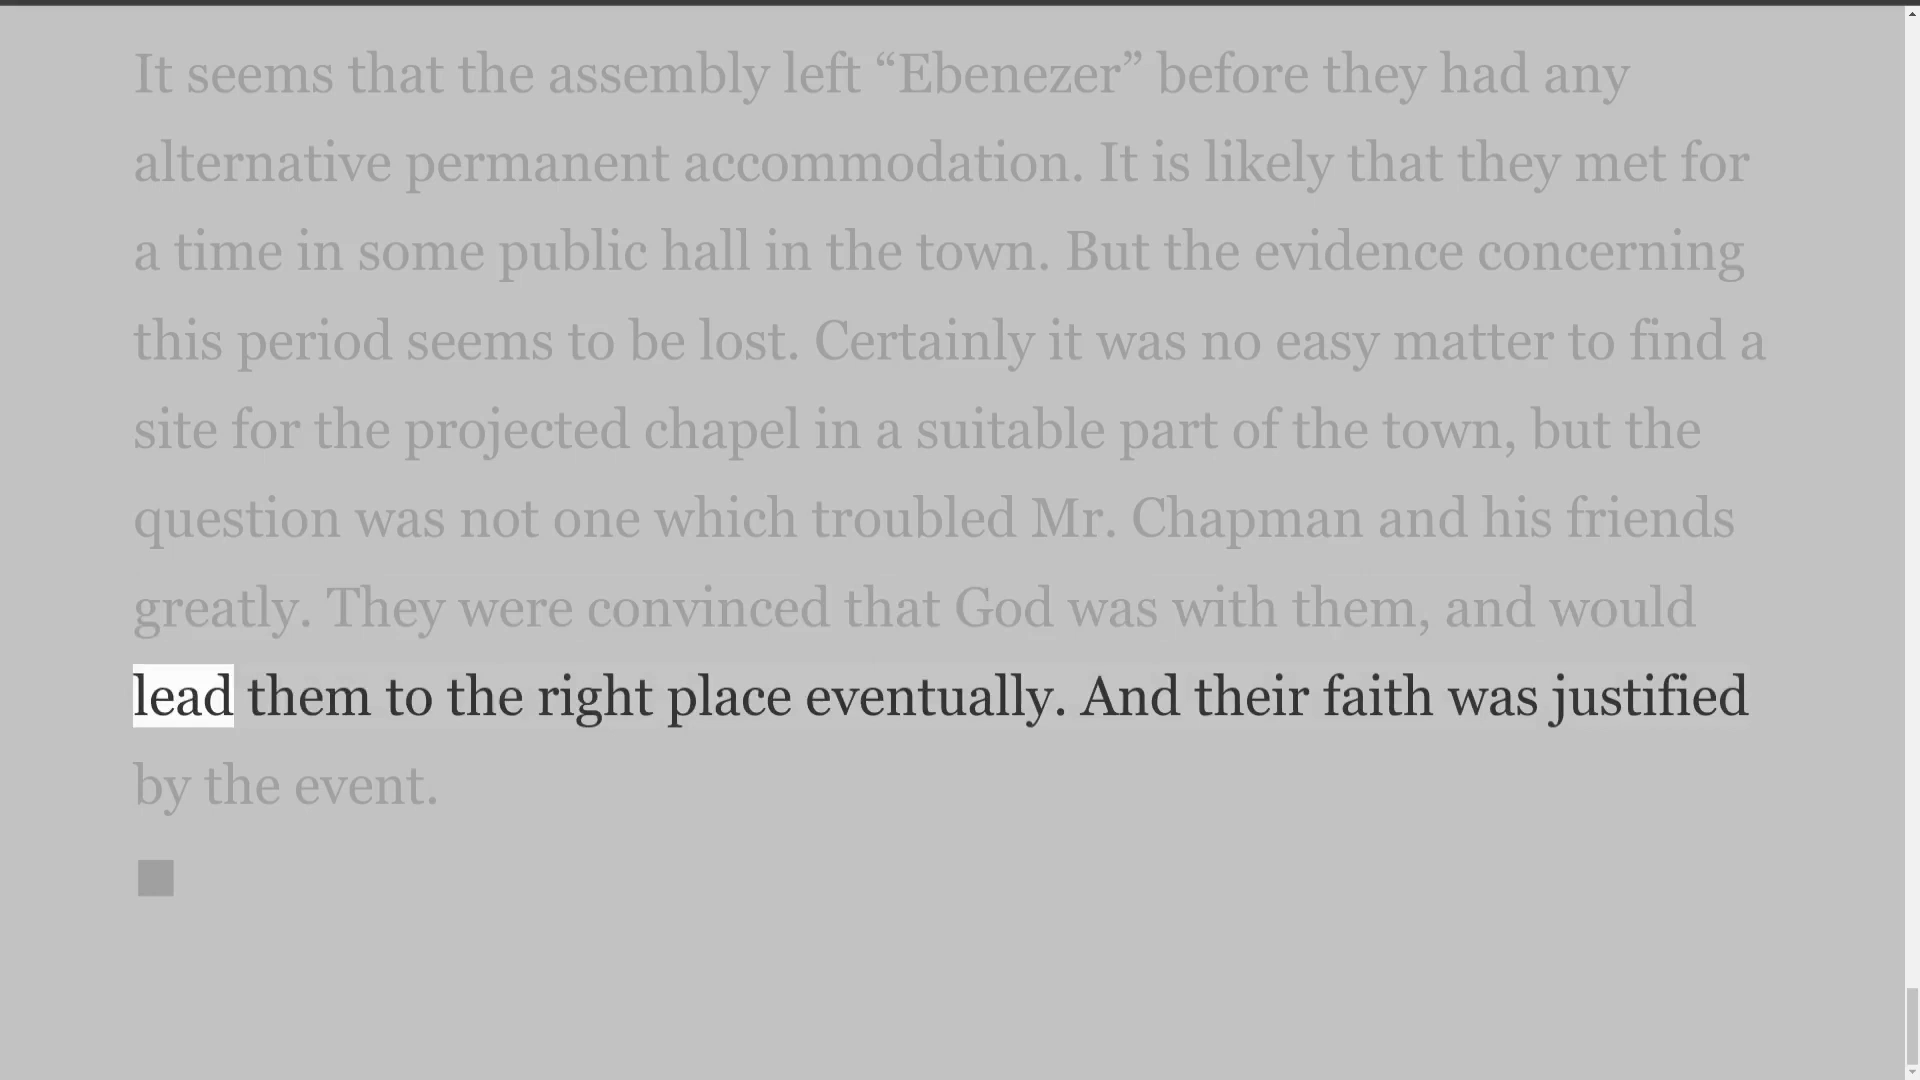 It seems that the assembly left “Ebenezer” before they had any
alternative permanent accommodation. It is likely that they met for
a time in some public hall in the town. But the evidence concerning
this period seems to be lost. Certainly it was no easy matter to find a
site for the projected chapel in a suitable part of the town, but the
question was not one which troubled Mr. Chapman and his friends
greatly. They were convinced that God was with them, and would
lead them to the right place eventually. And their faith was justified
by the event.